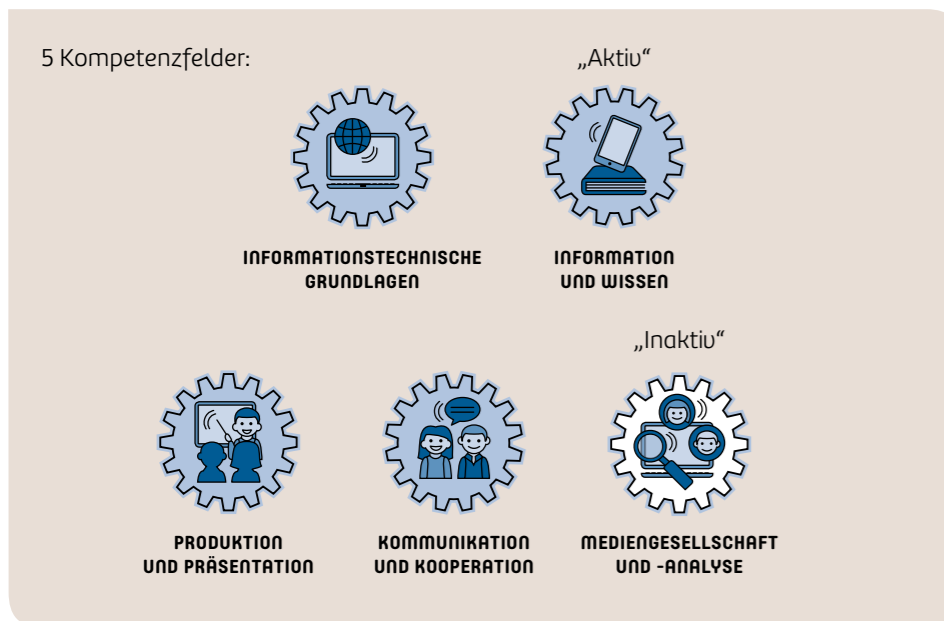 5 Kompetenzfelder:
„Aktiv“
INFORMATIONSTECHNISCHE
GRUNDLAGEN
INFORMATION
UND WISSEN
„Inaktiv“
PRODUKTION
UND PRÄSENTATION
KOMMUNIKATION
UND KOOPERATION
MEDIENGESELLSCHAFT
UND -ANALYSE